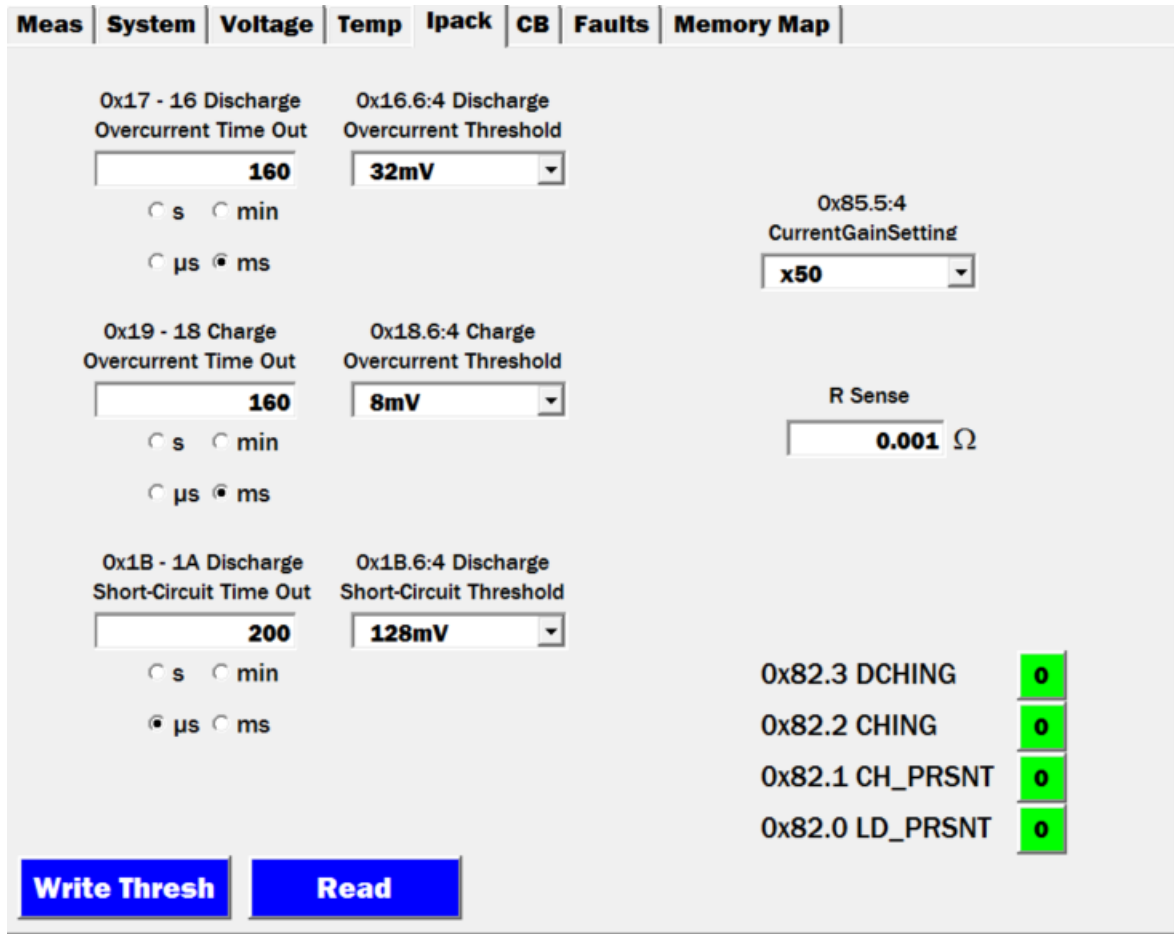 Meas System Voltage Temp Ipack CB Faults Memory Map
0x17 - 16 Discharge
Overcurrent Time Out
160
s min
µs ms
0x16.6:4 Discharge
Overcurrent Threshold
32mV
0x85.5:4
CurrentGainSetting
x50
0x19 - 18 Charge
Overcurrent Time Out
160
s min
µs ms
0x18.6:4 Charge
Overcurrent Threshold
8mV
R Sense
0.001 Ω
0x1B - 1A Discharge
Short-Circuit Time Out
200
s min
µs ms
0x1B.6:4 Discharge
Short-Circuit Threshold
128mV
0x82.3 DCHING 0
0x82.2 CHING 0
0x82.1 CH_PRSNT 0
0x82.0 LD_PRSNT 0
Write Thresh Read